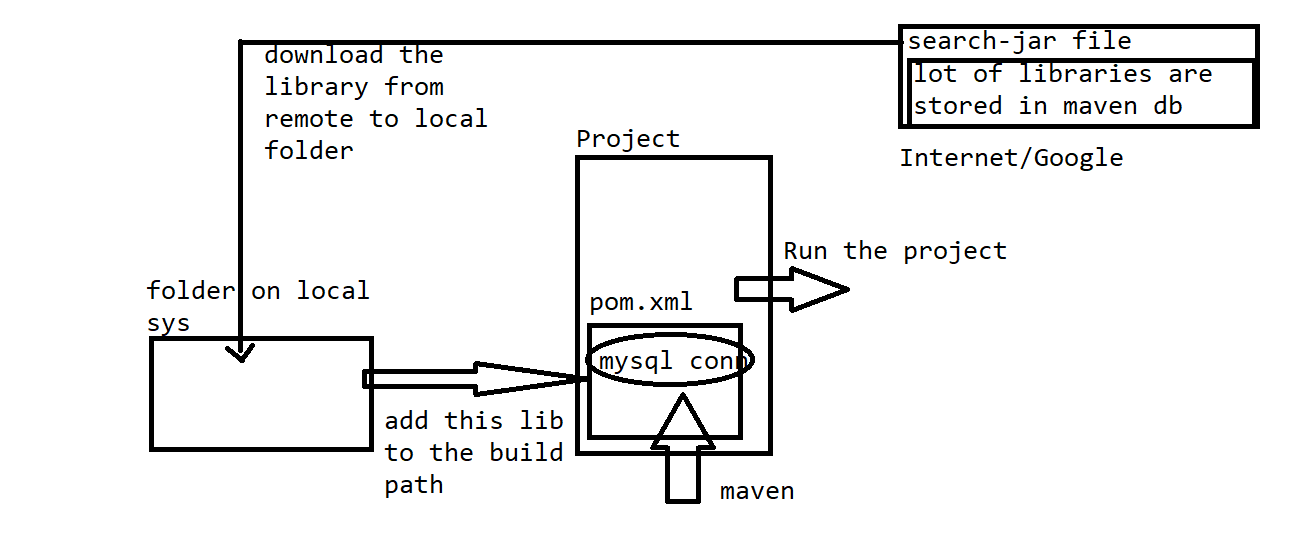 search-jar file
lot of libraries are
stored in maven db
Internet/Google
download the
library from
remote to local
folder
Project
Run the project
folder on local
sys
pom.xml
mysql conn
add this lib
to the build
path
maven